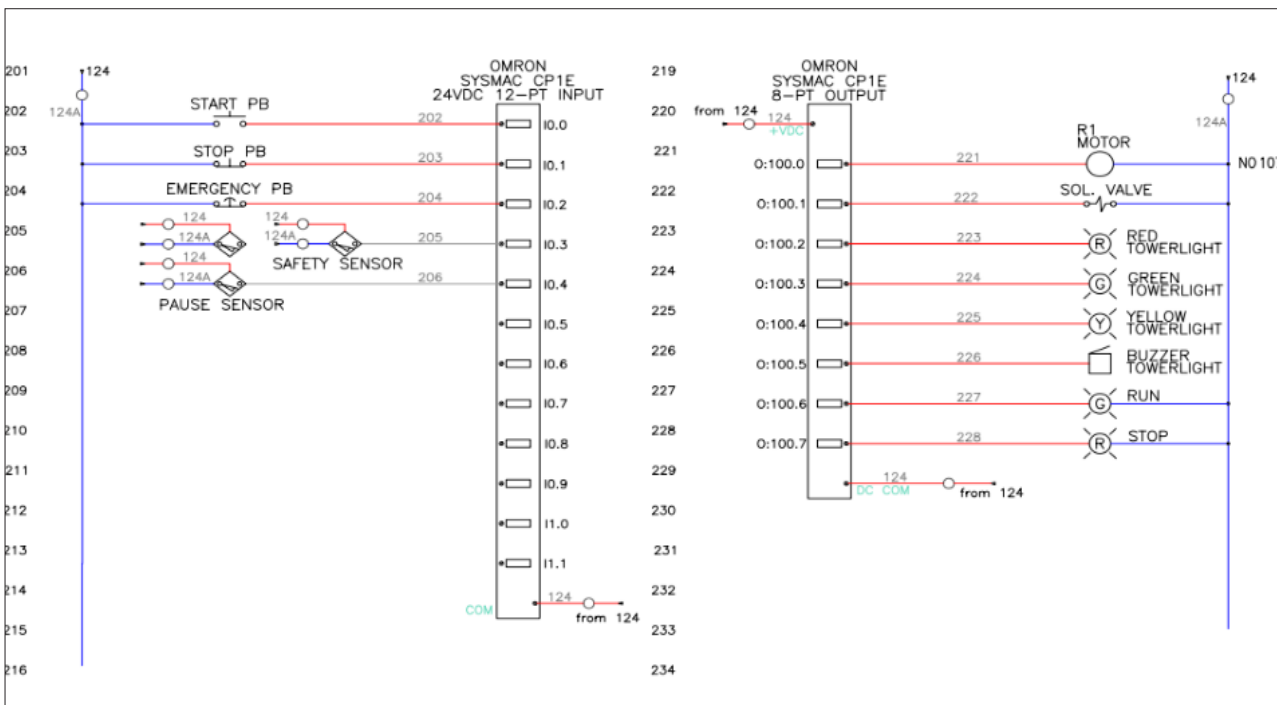 201
124
OMRON
SYSMAC CP1E
24VDC 12-PT INPUT
202
124A
START PB
202
I0.0
203
STOP PB
203
I0.1
204
EMERGENCY PB
204
I0.2
124
124
205
124A
124A
205
I0.3
SAFETY SENSOR
124
206
124A
206
I0.4
PAUSE SENSOR
207
I0.5
208
I0.6
209
I0.7
210
I0.8
211
I0.9
212
I1.0
213
I1.1
214
COM
124
from 124
215
216
219
OMRON
SYSMAC CP1E
8-PT OUTPUT
124
220
from 124
124
+VDC
124A
221
O:100.0
221
R1
MOTOR
NO107
222
O:100.1
222
SOL. VALVE
223
O:100.2
223
R
RED
TOWERLIGHT
224
O:100.3
224
G
GREEN
TOWERLIGHT
225
O:100.4
225
Y
YELLOW
TOWERLIGHT
226
O:100.5
226
BUZZER
TOWERLIGHT
227
O:100.6
227
G
RUN
228
O:100.7
228
R
STOP
229
124
DC COM
from 124
230
231
232
233
234